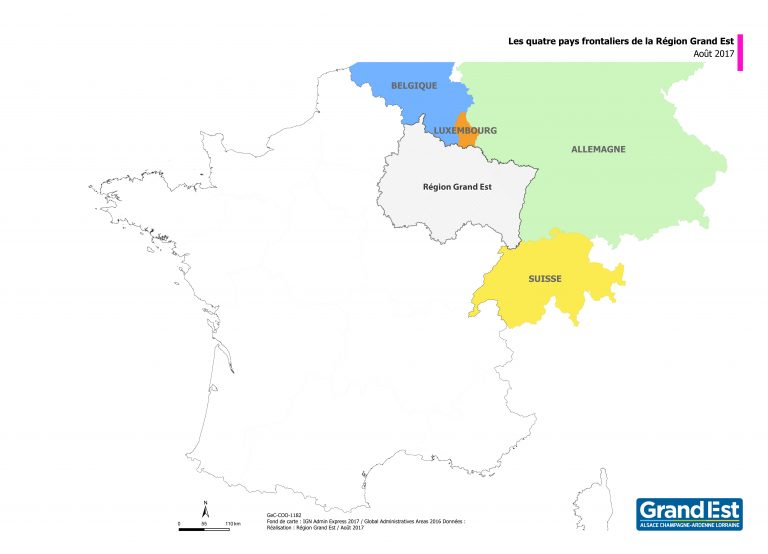 Les quatre pays frontaliers de la Région Grand Est
Août 2017
BELGIQUE
LUXEMBOURG
ALLEMAGNE
Région Grand Est
SUISSE
N
0 55 110 km
GeC-COD-1182
Fond de carte : IGN Admin Express 2017 / Global Administratives Areas 2016 Données :
Réalisation : Région Grand Est / Août 2017
GrandEst
ALSACE CHAMPAGNE-ARDENNE LORRAINE